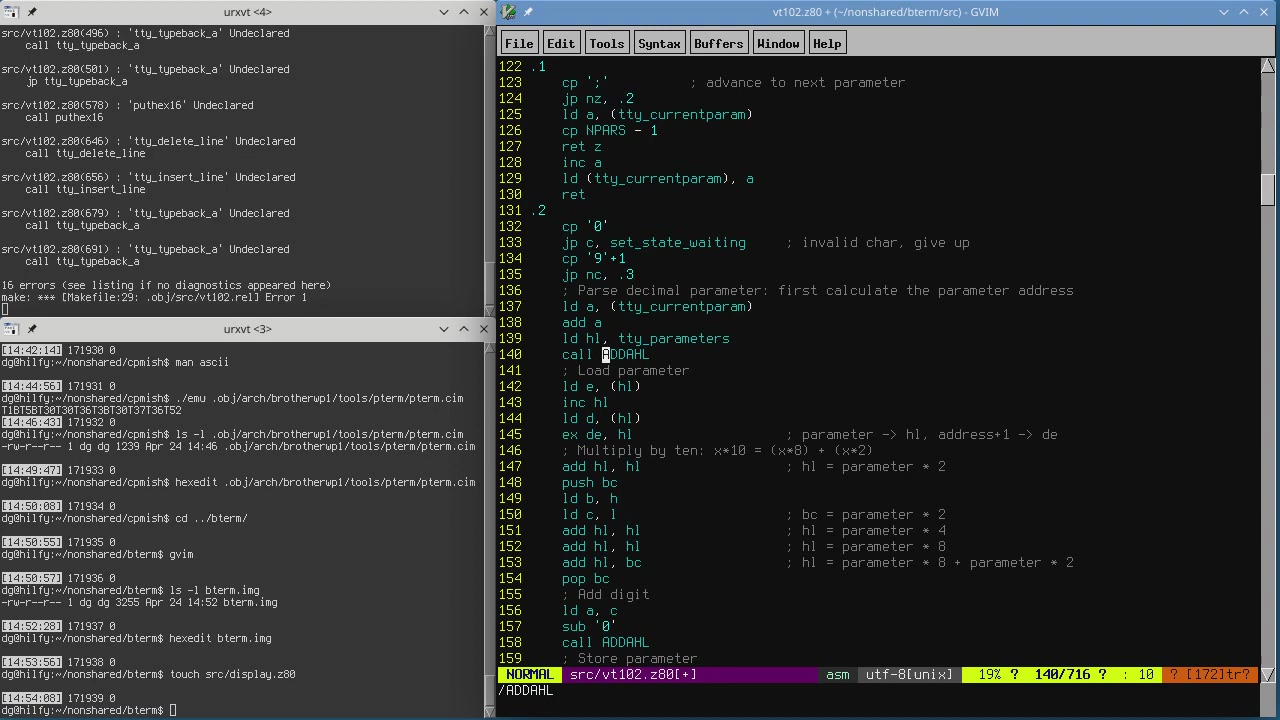 urxvt <4>
src/vt102.z80(496) : 'tty_typeback_a' Undeclared
    call tty_typeback_a
src/vt102.z80(501) : 'tty_typeback_a' Undeclared
    jp tty_typeback_a
src/vt102.z80(578) : 'puthex16' Undeclared
    call puthex16
src/vt102.z80(646) : 'tty_delete_line' Undeclared
    call tty_delete_line
src/vt102.z80(656) : 'tty_insert_line' Undeclared
    call tty_insert_line
src/vt102.z80(679) : 'tty_typeback_a' Undeclared
    call tty_typeback_a
src/vt102.z80(691) : 'tty_typeback_a' Undeclared
    call tty_typeback_a
16 errors (see listing if no diagnostics appeared here)
make: *** [Makefile:29: .obj/src/vt102.rel] Error 1
urxvt <3>
[14:42:14] 171930 0
dg@hilfy:~/nonshared/cpmish$ man ascii
[14:44:56] 171931 0
dg@hilfy:~/nonshared/cpmish$ ./emu .obj/arch/brotherwp1/tools/pterm/pterm.cim
T1BT5BT30T30T36T3BT30T37T36T52
[14:46:43] 171932 0
dg@hilfy:~/nonshared/cpmish$ ls -l .obj/arch/brotherwp1/tools/pterm/pterm.cim
-rw-r--r-- 1 dg dg 1239 Apr 24 14:46 .obj/arch/brotherwp1/tools/pterm/pterm.cim
[14:49:47] 171933 0
dg@hilfy:~/nonshared/cpmish$ hexedit .obj/arch/brotherwp1/tools/pterm/pterm.cim
[14:50:08] 171934 0
dg@hilfy:~/nonshared/cpmish$ cd ../bterm/
[14:50:55] 171935 0
dg@hilfy:~/nonshared/bterm$ gvim
[14:50:57] 171936 0
dg@hilfy:~/nonshared/bterm$ ls -l bterm.img
-rw-r--r-- 1 dg dg 3255 Apr 24 14:52 bterm.img
[14:52:28] 171937 0
dg@hilfy:~/nonshared/bterm$ hexedit bterm.img
[14:53:56] 171938 0
dg@hilfy:~/nonshared/bterm$ touch src/display.z80
[14:54:08] 171939 0
dg@hilfy:~/nonshared/bterm$
vt102.z80 + (~/nonshared/bterm/src) - GVIM
File Edit Tools Syntax Buffers Window Help
122 .1
123     cp ';'          ; advance to next parameter
124     jp nz, .2
125     ld a, (tty_currentparam)
126     cp NPARS - 1
127     ret z
128     inc a
129     ld (tty_currentparam), a
130     ret
131 .2
132     cp '0'
133     jp c, set_state_waiting     ; invalid char, give up
134     cp '9'+1
135     jp nc, .3
136     ; Parse decimal parameter: first calculate the parameter address
137     ld a, (tty_currentparam)
138     add a
139     ld hl, tty_parameters
140     call ADDAHL
141     ; Load parameter
142     ld e, (hl)
143     inc hl
144     ld d, (hl)
145     ex de, hl                   ; parameter -> hl, address+1 -> de
146     ; Multiply by ten: x*10 = (x*8) + (x*2)
147     add hl, hl                  ; hl = parameter * 2
148     push bc
149     ld b, h
150     ld c, l                     ; bc = parameter * 2
151     add hl, hl                  ; hl = parameter * 4
152     add hl, hl                  ; hl = parameter * 8
153     add hl, bc                  ; hl = parameter * 8 + parameter * 2
154     pop bc
155     ; Add digit
156     ld a, c
157     sub '0'
158     call ADDAHL
159     ; Store parameter
NORMAL src/vt102.z80[+] asm utf-8[unix] 19% ? 140/716 ? : 10 ? [172]tr?
/ADDAHL